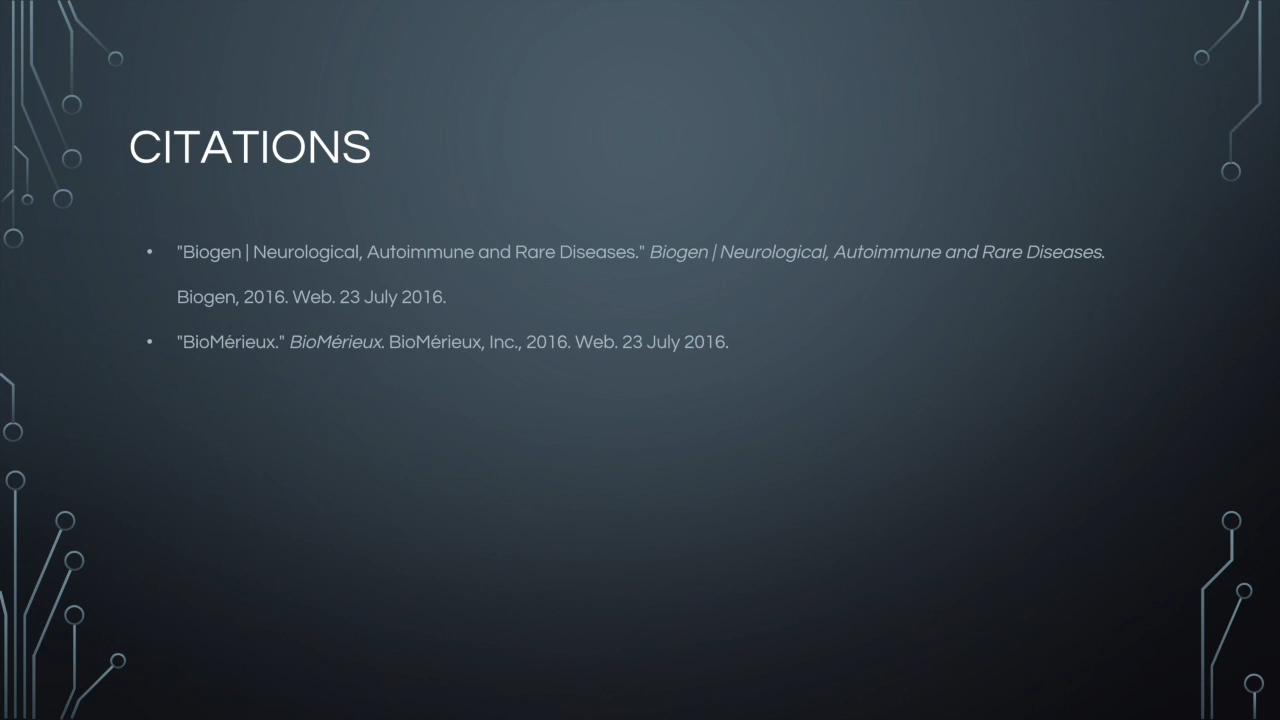 CITATIONS
• "Biogen | Neurological, Autoimmune and Rare Diseases." Biogen | Neurological, Autoimmune and Rare Diseases.
Biogen, 2016. Web. 23 July 2016.
• "BioMérieux." BioMérieux. BioMérieux, Inc., 2016. Web. 23 July 2016.